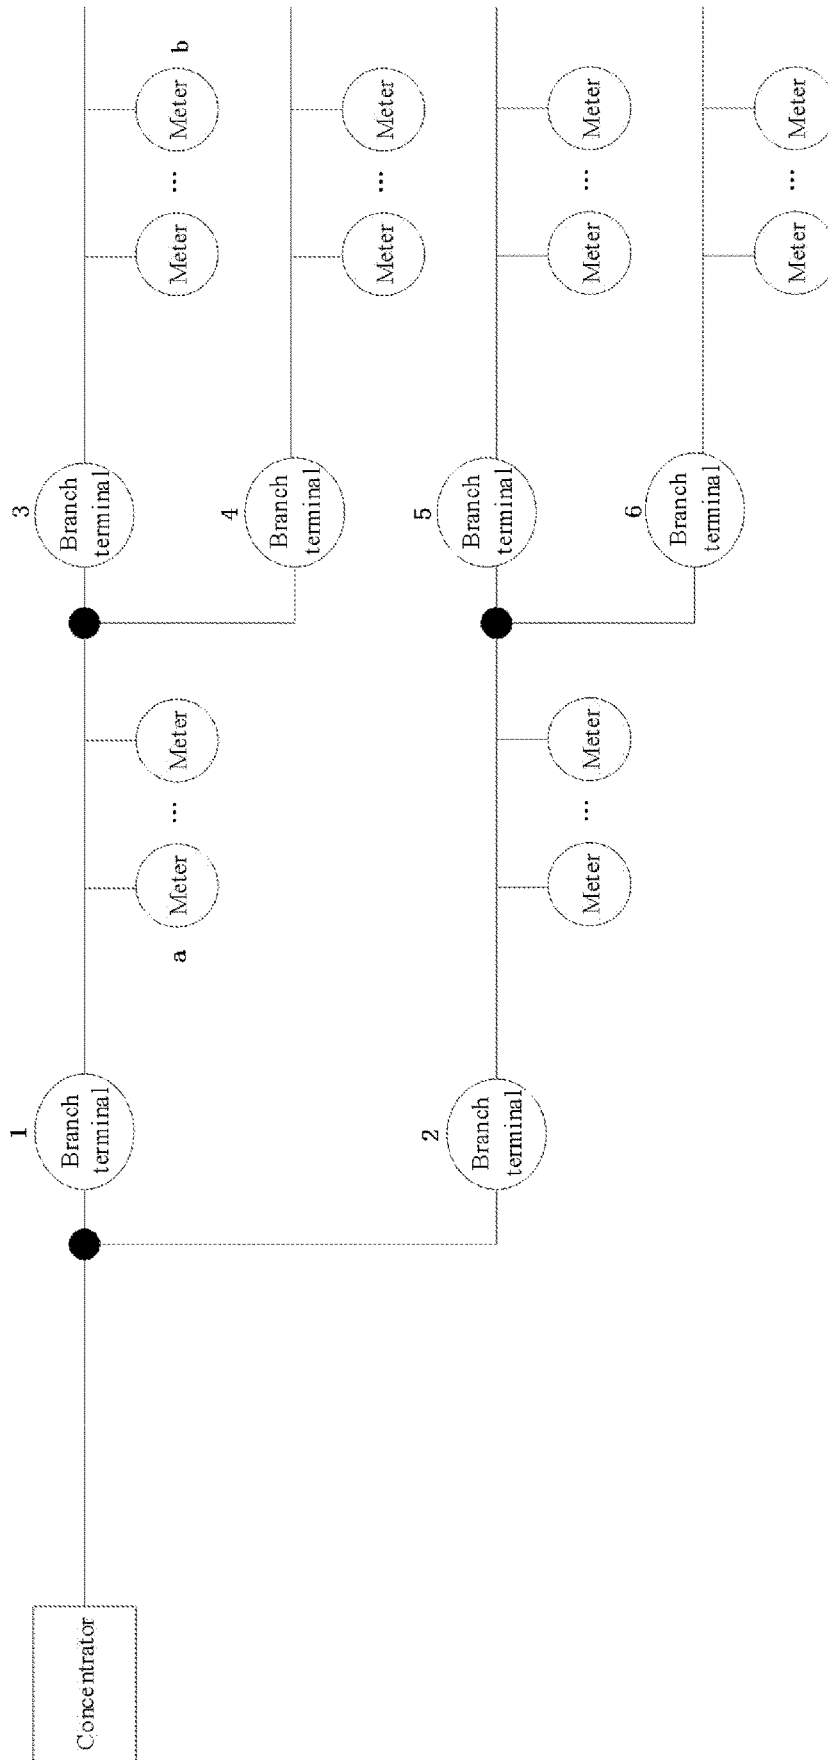 Concentrator
1
Branch
terminal
a
Meter
...
Meter
3
Branch
terminal
Meter
...
Meter
b
4
Branch
terminal
Meter
...
Meter
2
Branch
terminal
Meter
...
Meter
5
Branch
terminal
Meter
...
Meter
6
Branch
terminal
Meter
...
Meter